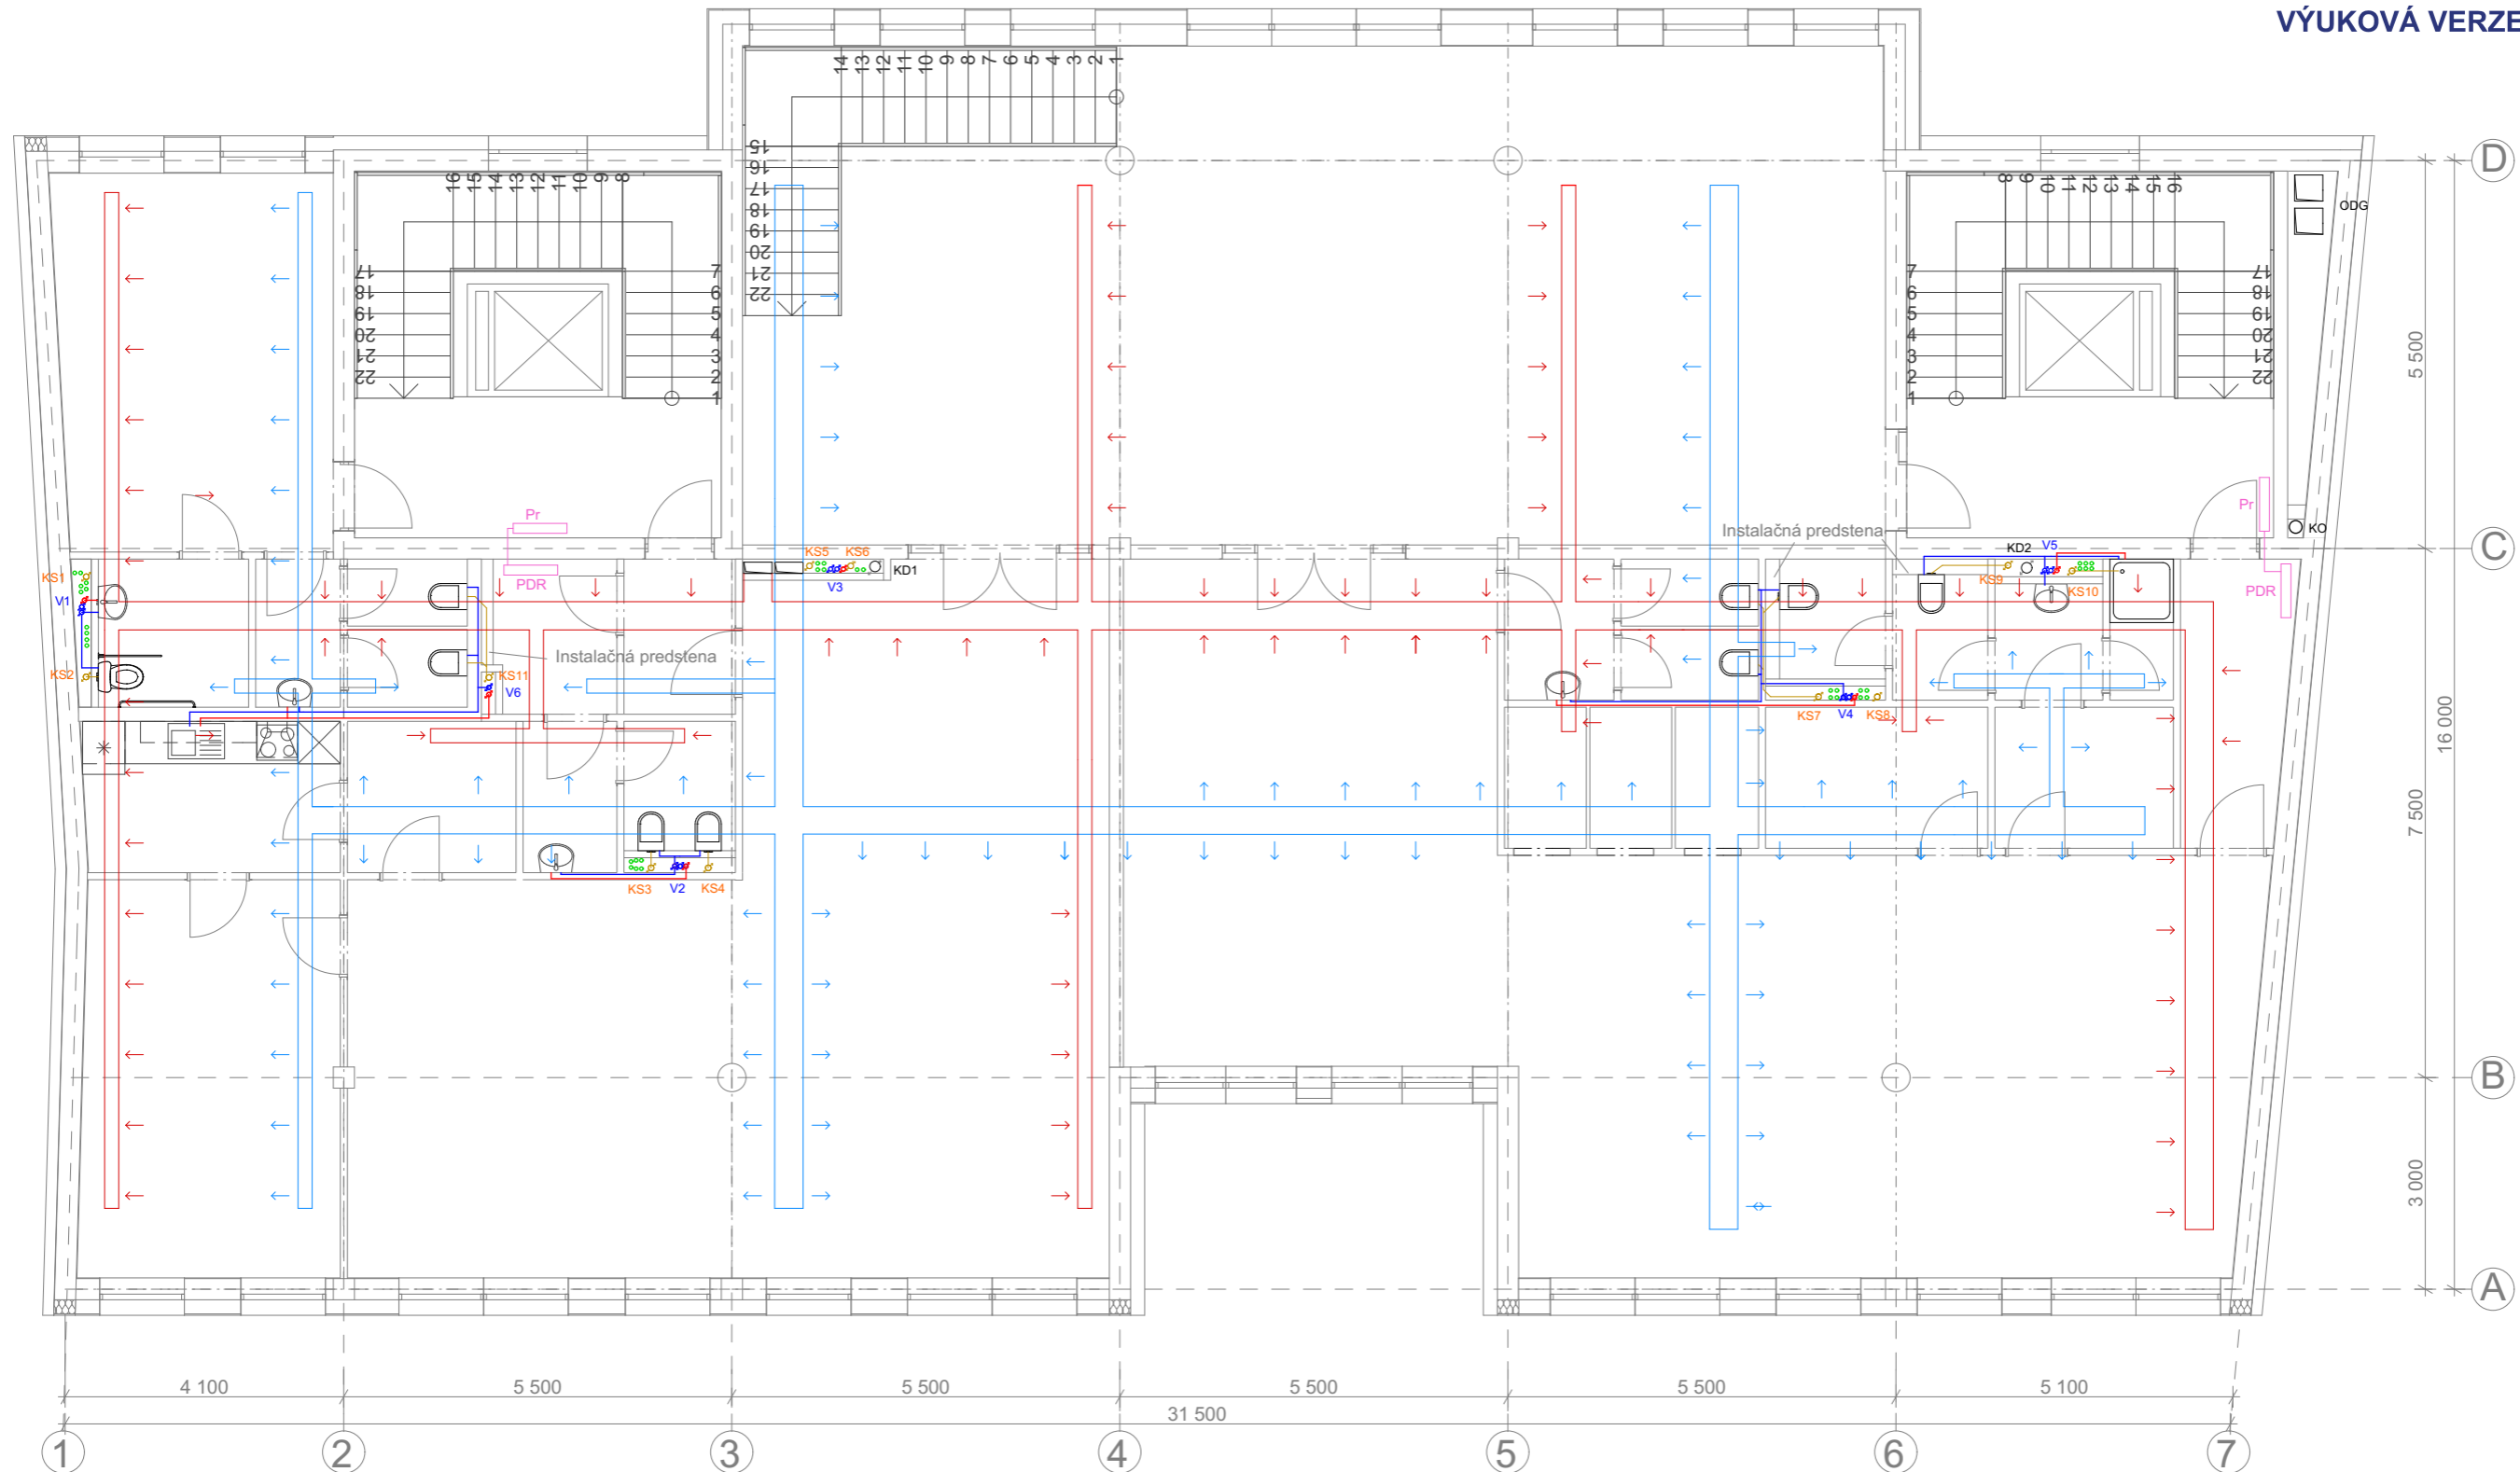 VÝUKOVÁ VERZE
14 13 12 11 10 9 8 7 6 5 4 3 2 1
15
16
17
18
19
20
21
22
16 15 14 13 12 11 10 9 8
17
18
19
20
21
22
7
6
5
4
3
2
1
8 9 10 11 12 13 14 15 16
7
6
5
4
3
2
1
17
18
19
20
21
22
ODG
D
5 500
16 000
Pr
PDR
Pr
KO
PDR
Instalačná predstena
C
KS1
V1
KS2
KS5
KS6
V3
KD1
KD2
V5
KS9
KS10
Instalačná predstena
KS11
V6
KS7
V4
KS8
7 500
KS3
V2
KS4
B
3 000
A
4 100
5 500
5 500
5 500
5 500
5 100
31 500
1
2
3
4
5
6
7